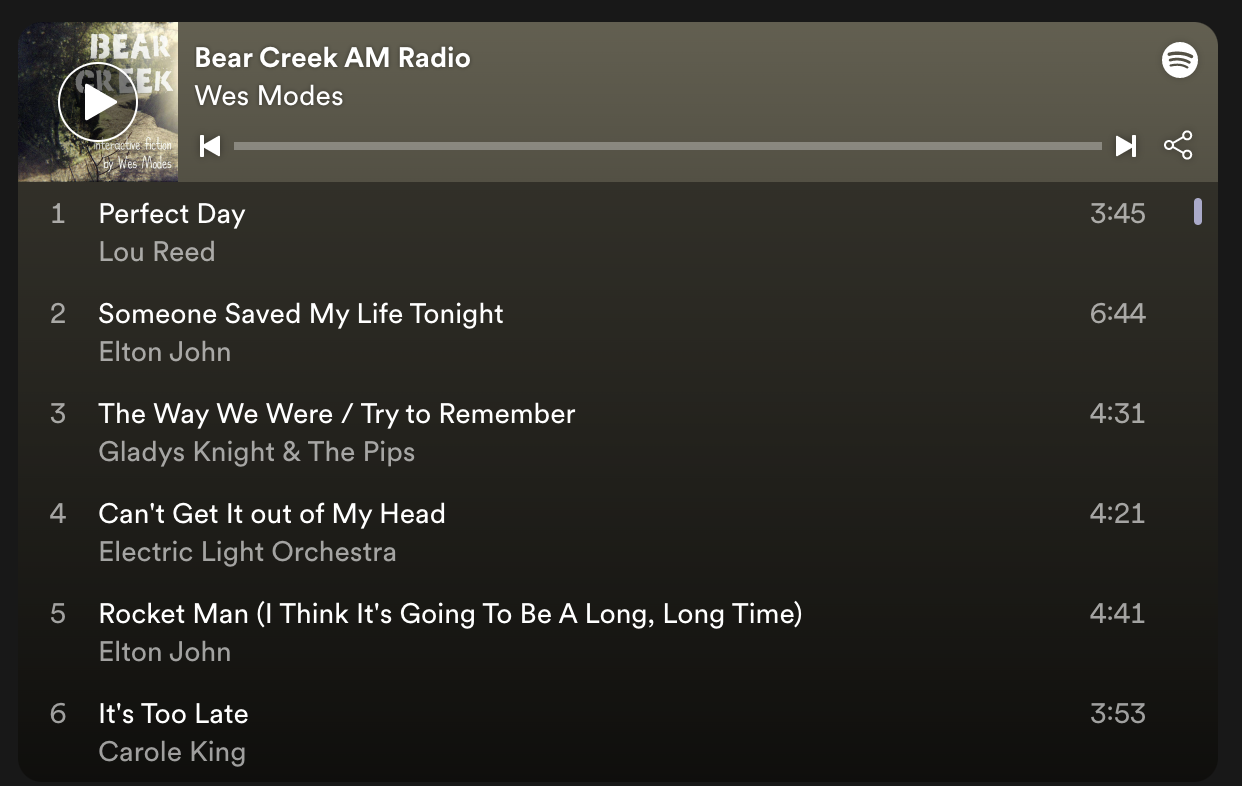 BEAR
CREEK
interactive fiction
by Wes Modes
Bear Creek AM Radio
Wes Modes
1 Perfect Day 3:45
Lou Reed
2 Someone Saved My Life Tonight 6:44
Elton John
3 The Way We Were / Try to Remember 4:31
Gladys Knight & The Pips
4 Can't Get It out of My Head 4:21
Electric Light Orchestra
5 Rocket Man (I Think It's Going To Be A Long, Long Time) 4:41
Elton John
6 It's Too Late 3:53
Carole King